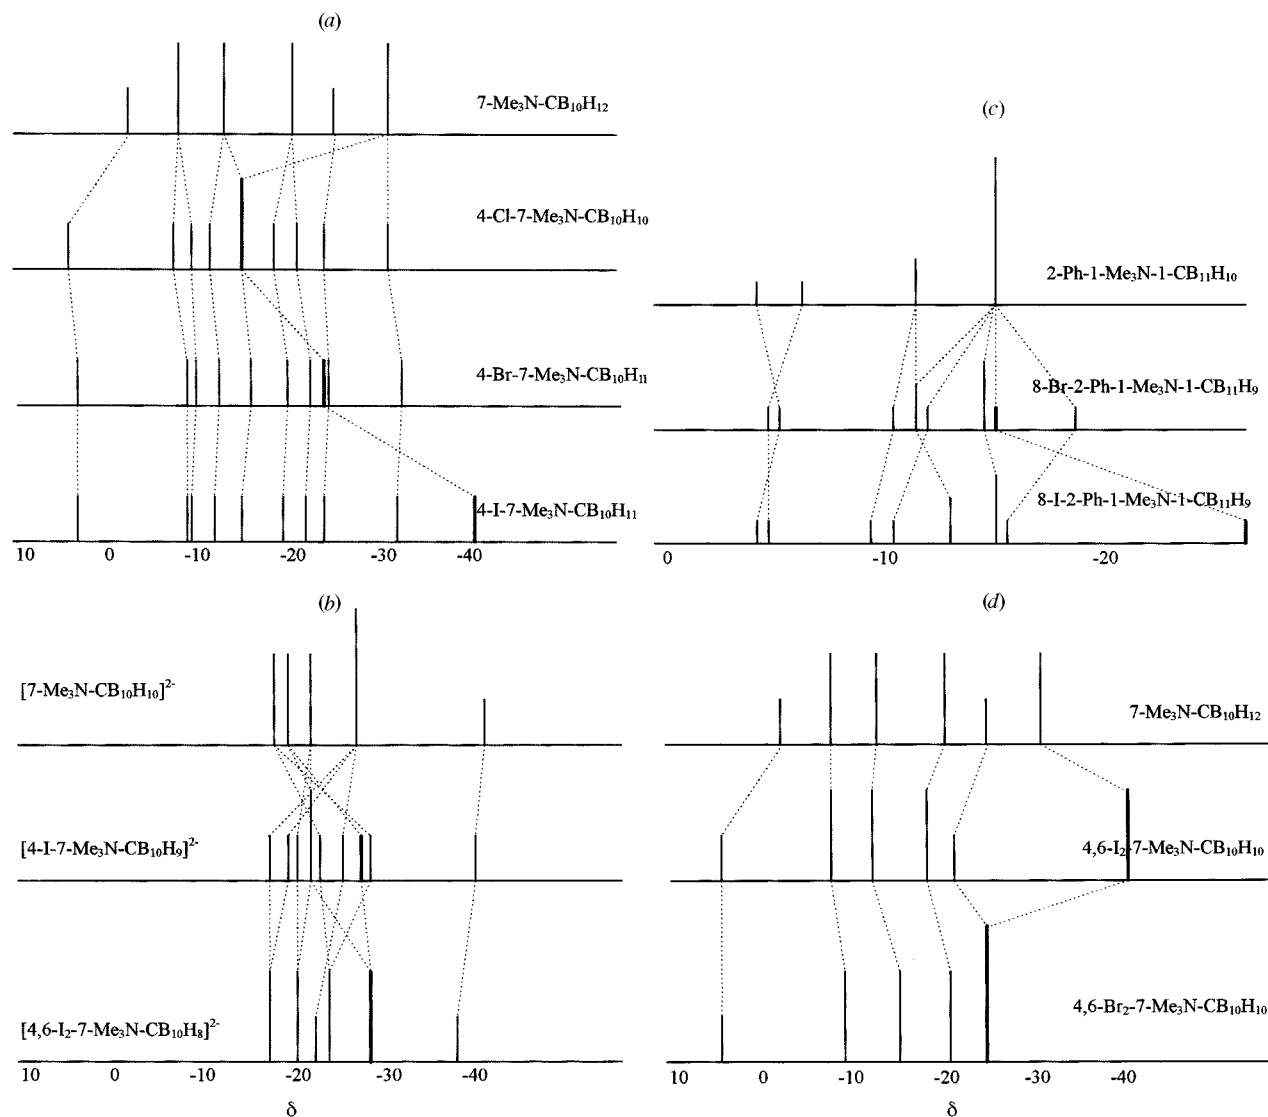 (a)
7-Me₃N-CB₁₀H₁₂
4-Cl-7-Me₃N-CB₁₀H₁₀
4-Br-7-Me₃N-CB₁₀H₁₁
4-I-7-Me₃N-CB₁₀H₁₁
10 0 -10 -20 -30 -40
(c)
2-Ph-1-Me₃N-1-CB₁₁H₁₀
8-Br-2-Ph-1-Me₃N-1-CB₁₁H₉
8-I-2-Ph-1-Me₃N-1-CB₁₁H₉
0 -10 -20
(b)
[7-Me₃N-CB₁₀H₁₀]²⁻
[4-I-7-Me₃N-CB₁₀H₉]²⁻
[4,6-I₂-7-Me₃N-CB₁₀H₈]²⁻
10 0 -10 -20 -30 -40
δ
(d)
7-Me₃N-CB₁₀H₁₂
4,6-I₂-7-Me₃N-CB₁₀H₁₀
4,6-Br₂-7-Me₃N-CB₁₀H₁₀
10 0 -10 -20 -30 -40
δ